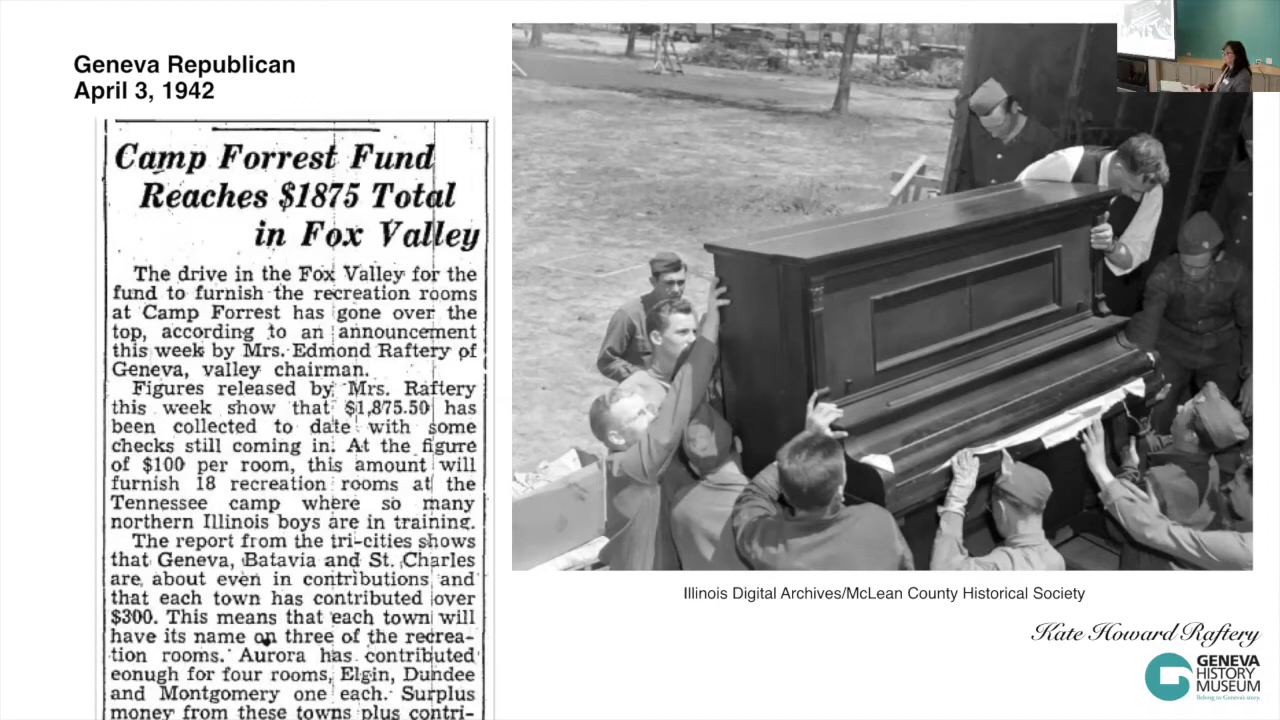 Geneva Republican
April 3, 1942
Camp Forrest Fund
Reaches $1875 Total
in Fox Valley
The drive in the Fox Valley for the
fund to furnish the recreation rooms
at Camp Forrest has gone over the
top, according to an announcement
this week by Mrs. Edmond Raftery of
Geneva, valley chairman.
Figures released by Mrs. Raftery
this week show that $1,875.50 has
been collected to date with some
checks still coming in. At the figure
of $100 per room, this amount will
furnish 18 recreation rooms at the
Tennessee camp where so many
northern Illinois boys are in training.
The report from the tri-cities shows
that Geneva, Batavia and St. Charles
are about even in contributions and
that each town has contributed over
$300. This means that each town will
have its name on three of the recrea-
tion rooms. Aurora has contributed
eonugh for four rooms, Elgin, Dundee
and Montgomery one each. Surplus
money from these towns plus contri-
Illinois Digital Archives/McLean County Historical Society
Kate Howard Raftery
GENEVA
HISTORY
MUSEUM
Belong to Geneva's story.